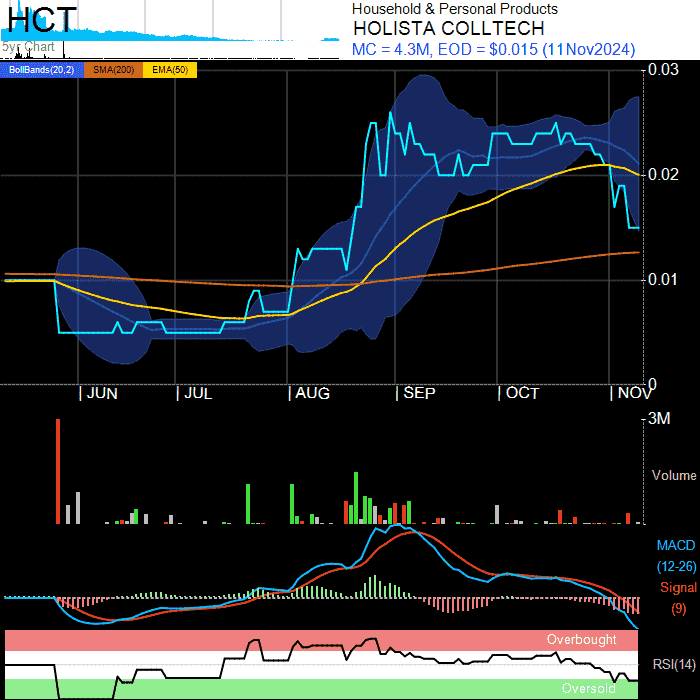 HCT
5yr Chart
Household & Personal Products
HOLISTA COLLTECH
MC = 4.3M, EOD = $0.015 (11Nov2024)
BollBands(20,2) SMA(200) EMA(50)
0.03
0.02
0.01
0
JUN JUL AUG SEP OCT NOV
3M
Volume
MACD
(12-26)
Signal
(9)
Overbought
RSI(14)
Oversold